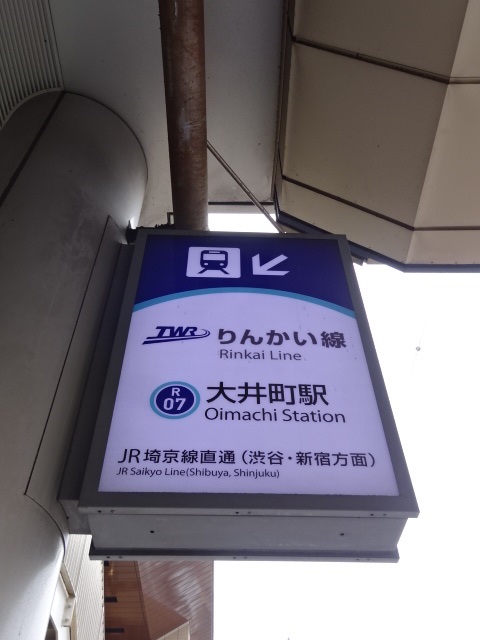 TWR りんかい線
Rinkai Line
R
07
大井町駅
Oimachi Station
JR埼京線直通（渋谷・新宿方面）
JR Saikyo Line(Shibuya, Shinjuku)